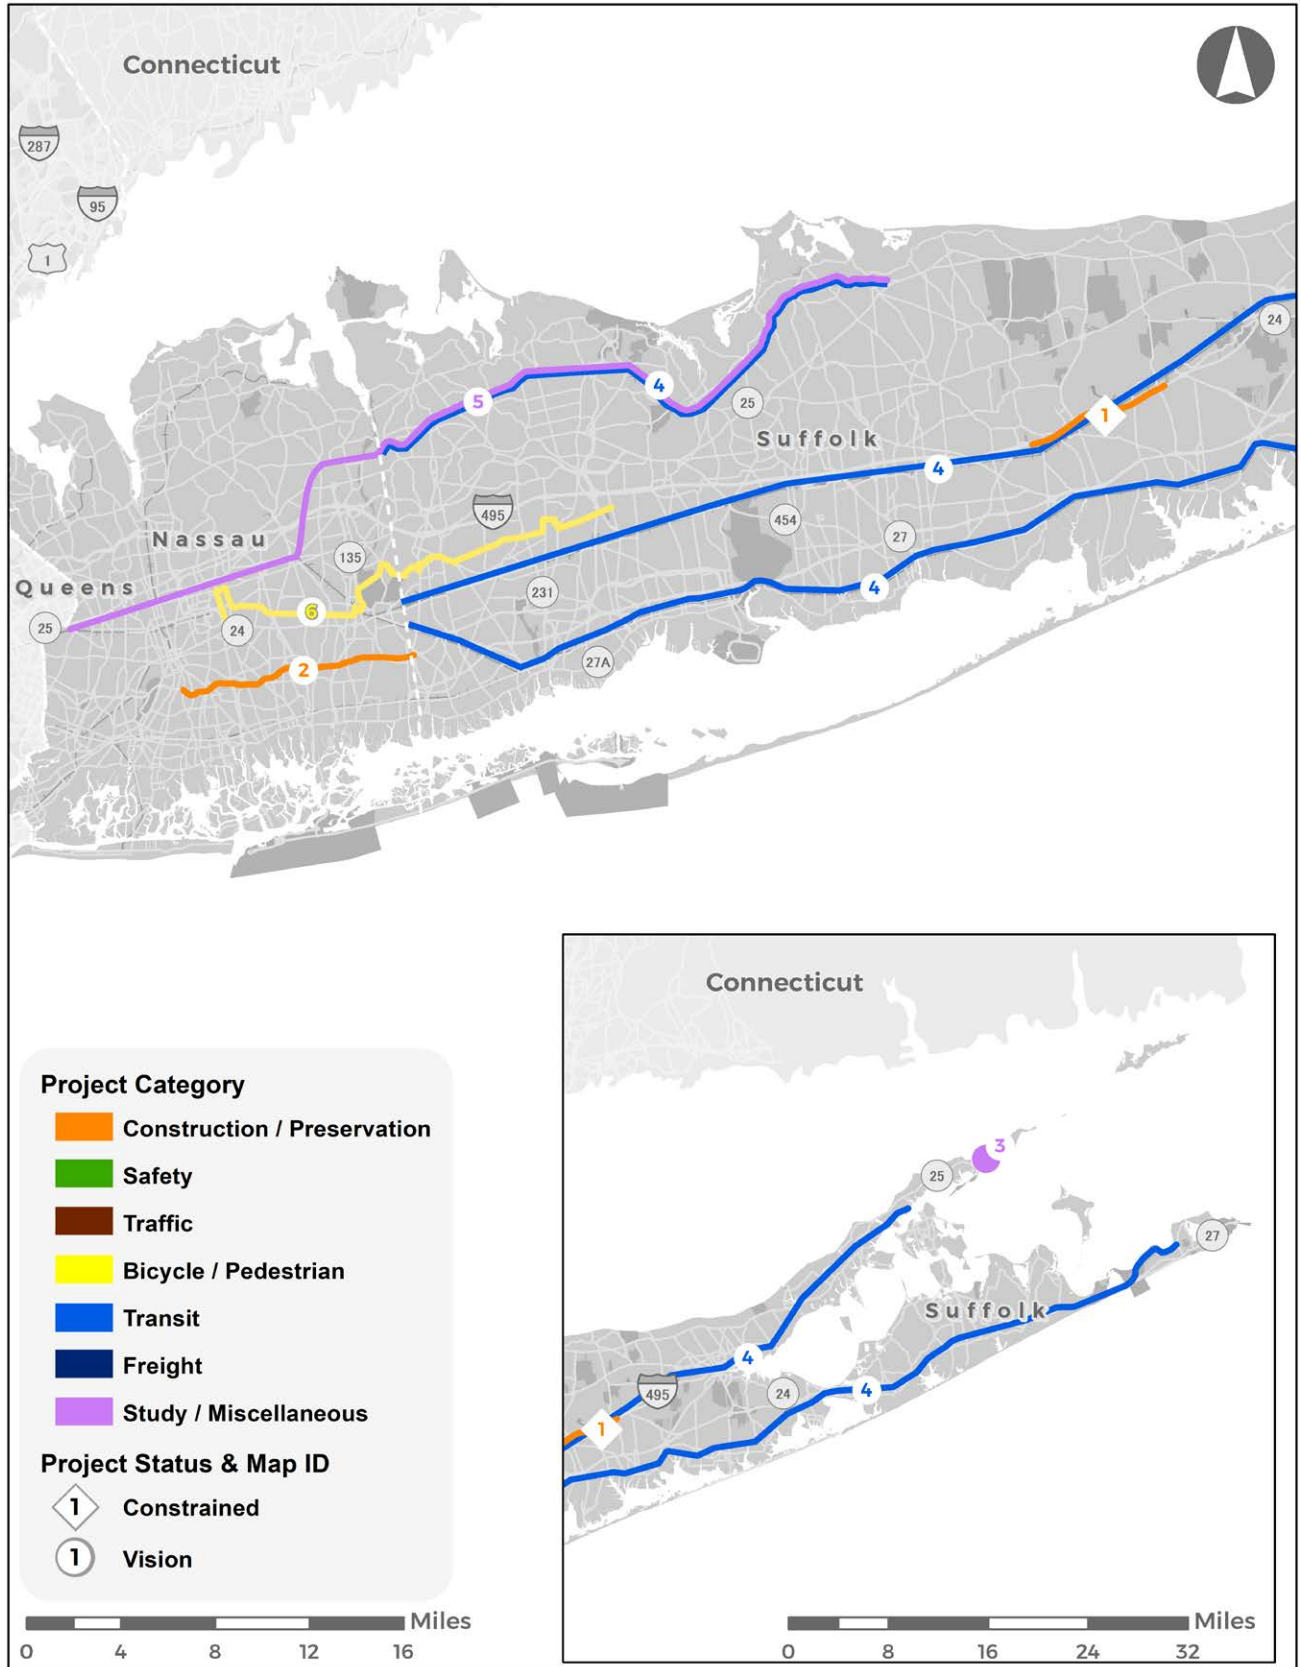 Connecticut
287
95
1
24
4
5
25
1
Suffolk
4
495
454
Nassau
135
27
Queens
231
4
6
25
24
27A
2
Connecticut
3
25
27
Suffolk
4
495
24
4
1
Project Category
Construction / Preservation
Safety
Traffic
Bicycle / Pedestrian
Transit
Freight
Study / Miscellaneous
Project Status & Map ID
1 Constrained
1 Vision
Miles
0 4 8 12 16
Miles
0 8 16 24 32